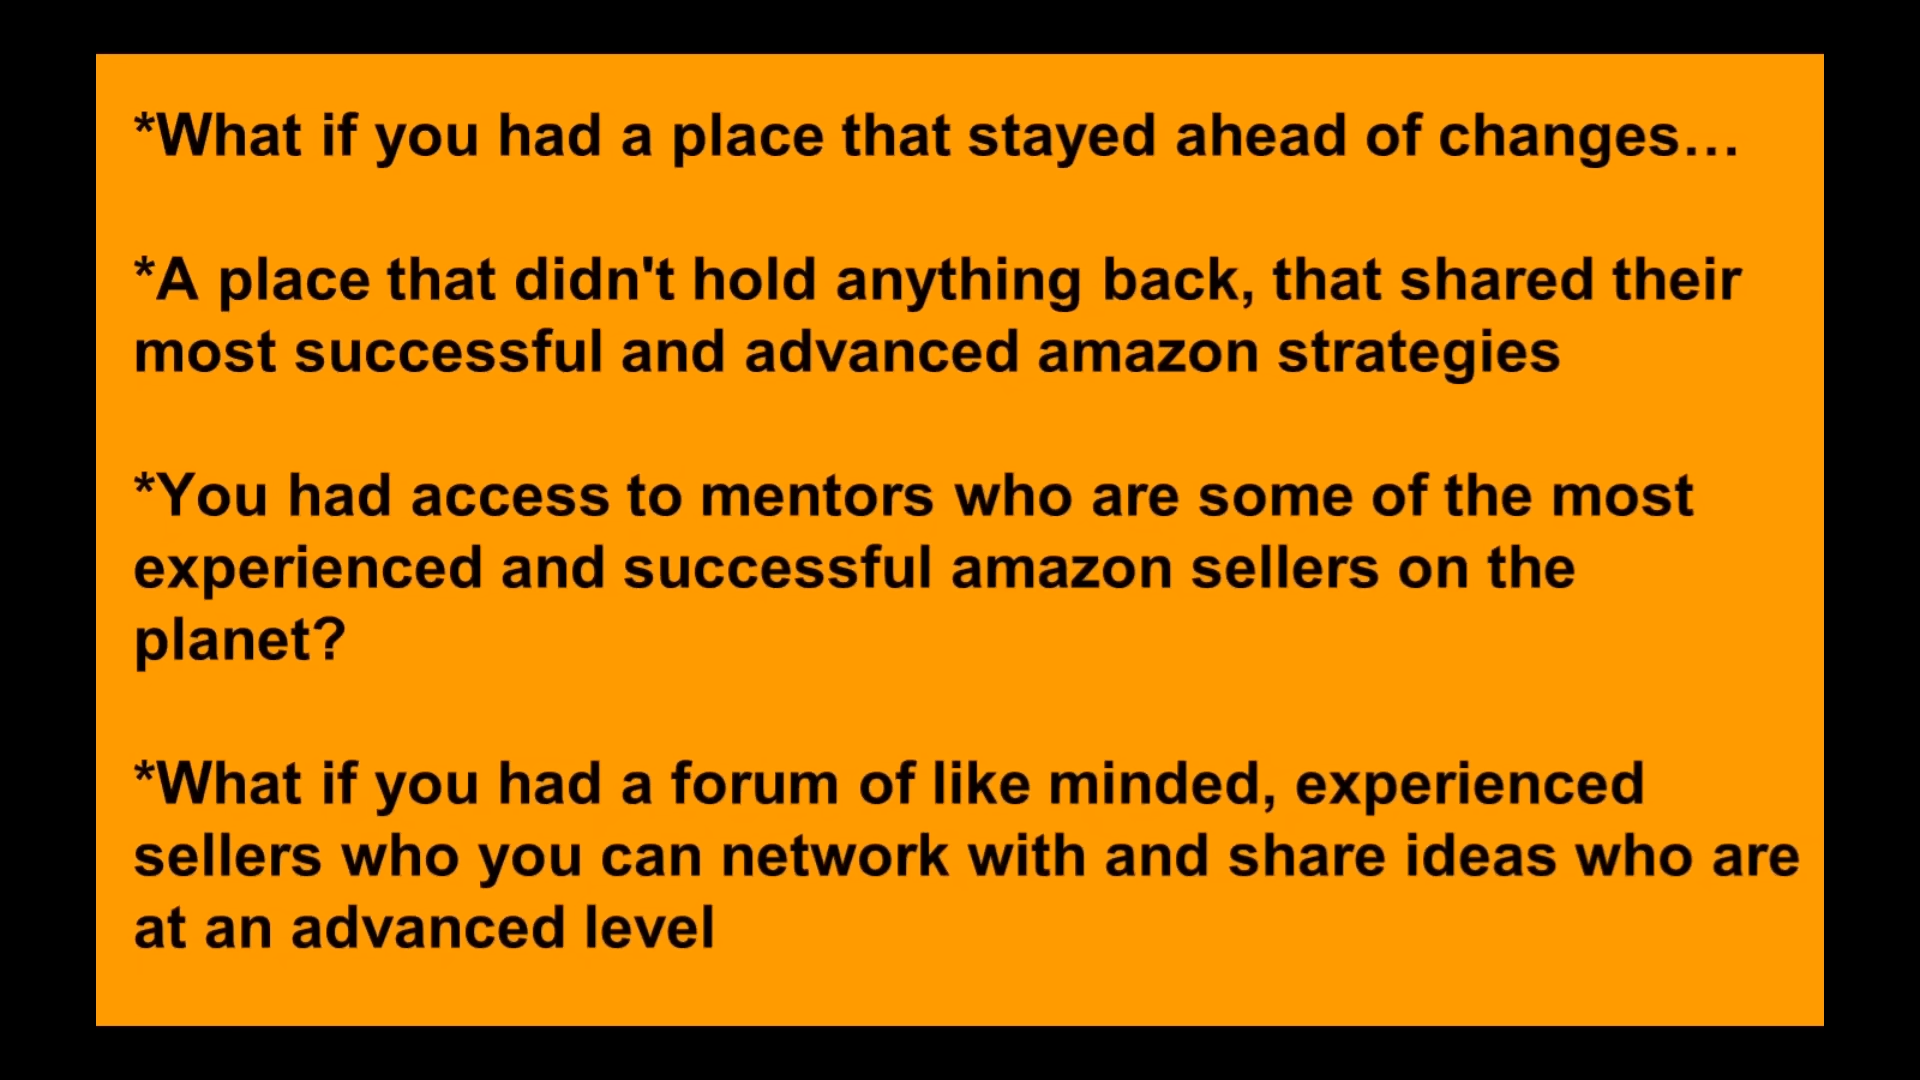 *What if you had a place that stayed ahead of changes…
*A place that didn't hold anything back, that shared their
most successful and advanced amazon strategies
*You had access to mentors who are some of the most
experienced and successful amazon sellers on the
planet?
*What if you had a forum of like minded, experienced
sellers who you can network with and share ideas who are
at an advanced level